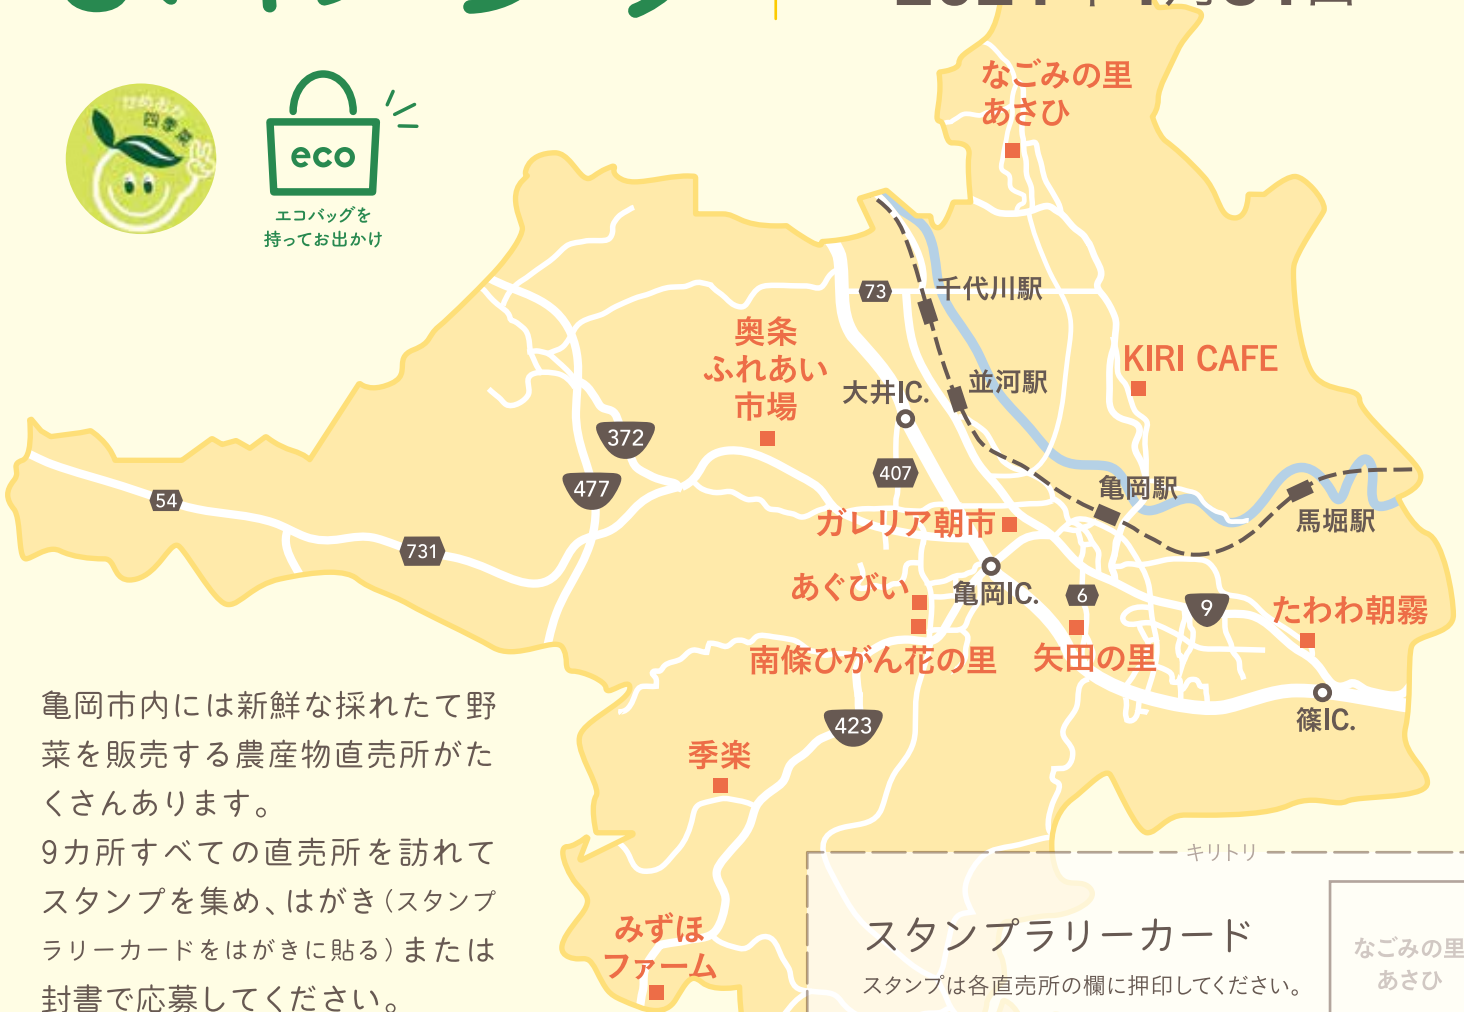 なごみの里
あさひ
四季菜
eco
エコバッグを
持ってお出かけ
73
千代川駅
奥条
ふれあい
市場
KIRI CAFE
並河駅
大井IC.
372
407
477
亀岡駅
54
ガレリア朝市
馬堀駅
731
あぐびい
亀岡IC.
6
9
たわわ朝霧
南條ひがん花の里
矢田の里
篠IC.
423
季楽
みずほ
ファーム
亀岡市内には新鮮な採れたて野
菜を販売する農産物直売所がた
くさんあります。
9カ所すべての直売所を訪れて
スタンプを集め、はがき(スタンプ
ラリーカードをはがきに貼る)または
封書で応募してください。
キリトリ
スタンプラリーカード
スタンプは各直売所の欄に押印してください。
なごみの里
あさひ